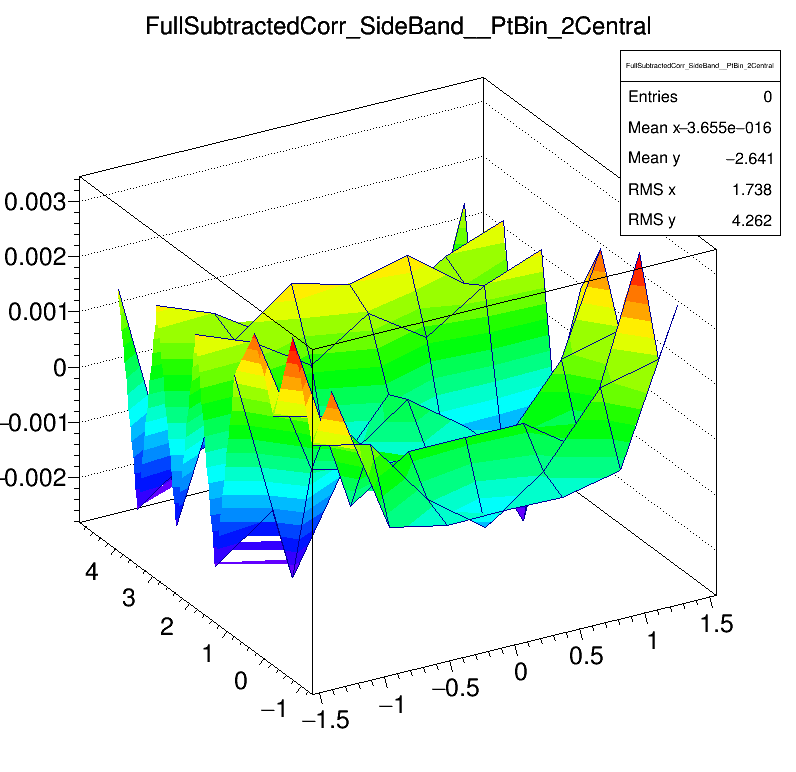 FullSubtractedCorr_SideBand__PtBin_2Central
FullSubtractedCorr_SideBand__PtBin_2Central
Entries 0
Mean x −3.655e−016
Mean y −2.641
RMS x 1.738
RMS y 4.262
0.003
0.002
0.001
0
−0.001
−0.002
4
3
2
1
0
−1
−1.5
−1
−0.5
0
0.5
1
1.5